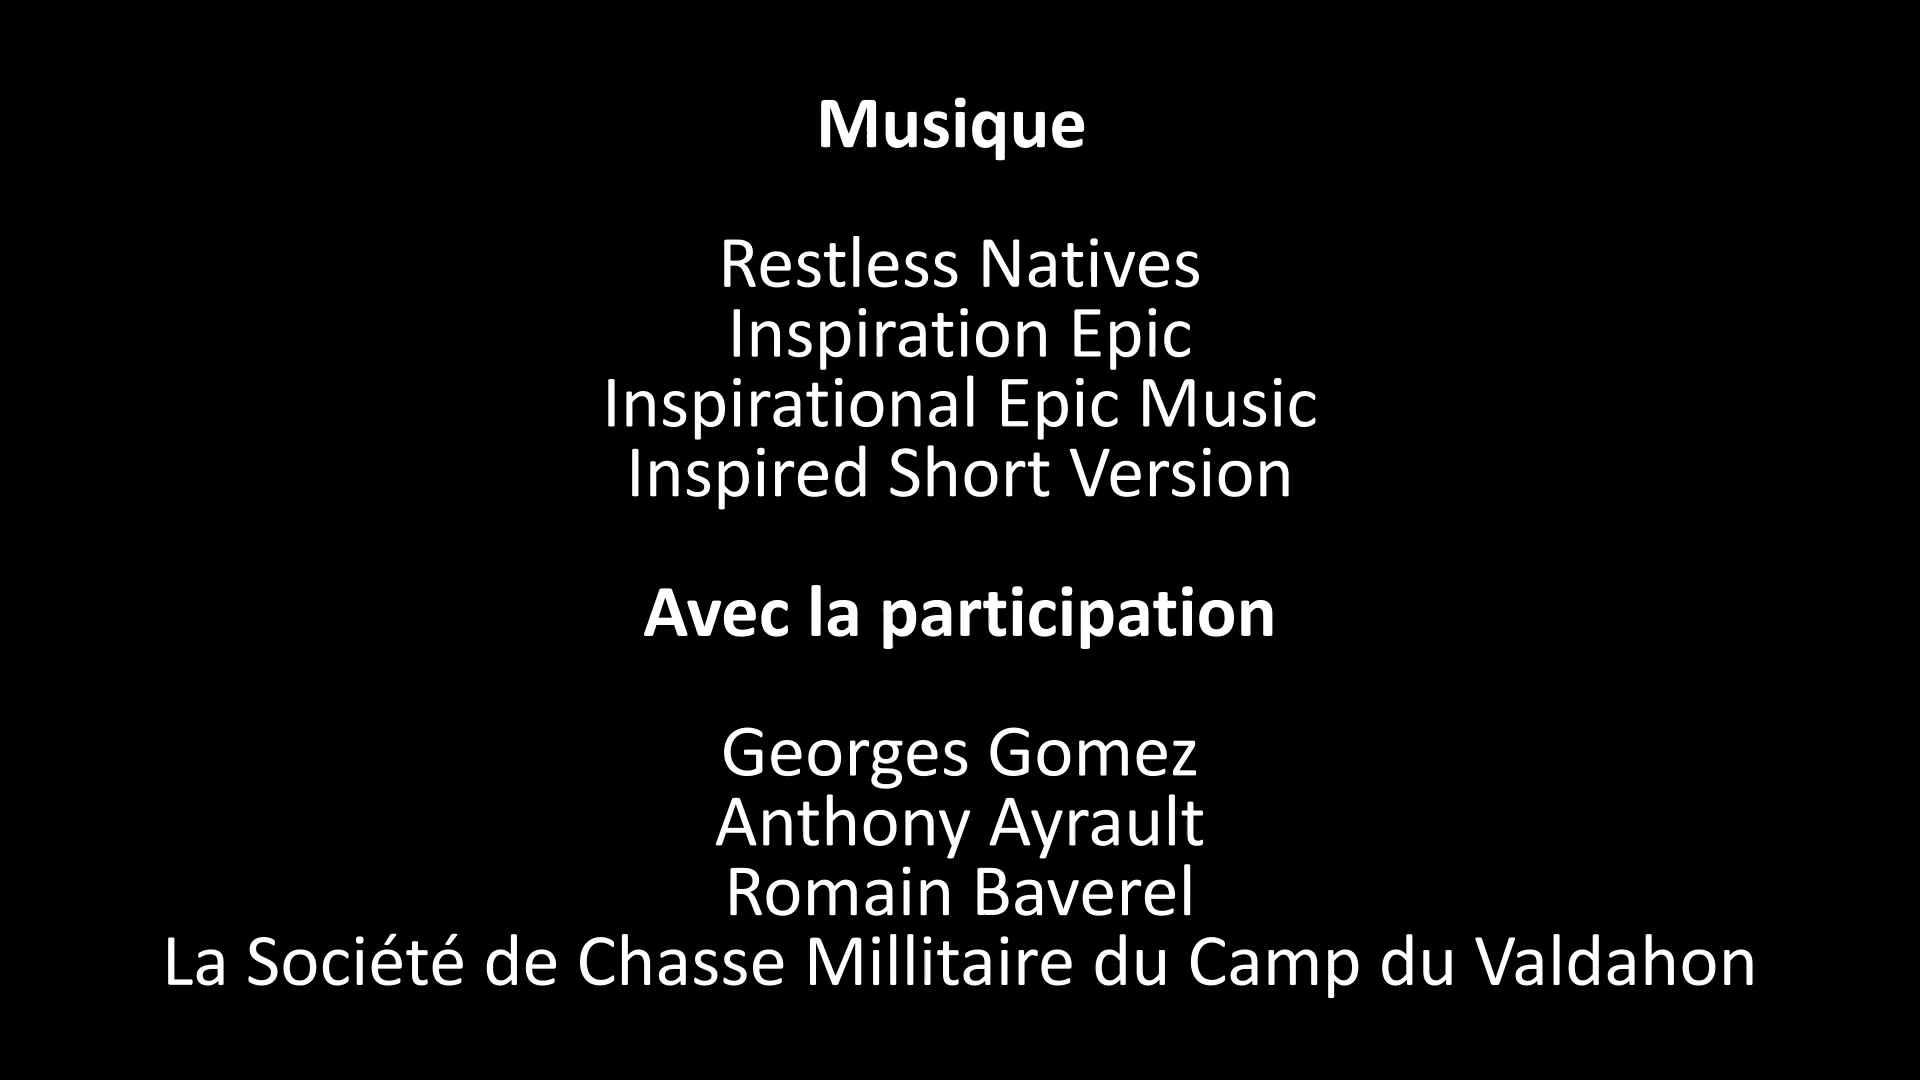 Musique
Restless Natives
Inspiration Epic
Inspirational Epic Music
Inspired Short Version
Avec la participation
Georges Gomez
Anthony Ayrault
Romain Baverel
La Société de Chasse Millitaire du Camp du Valdahon